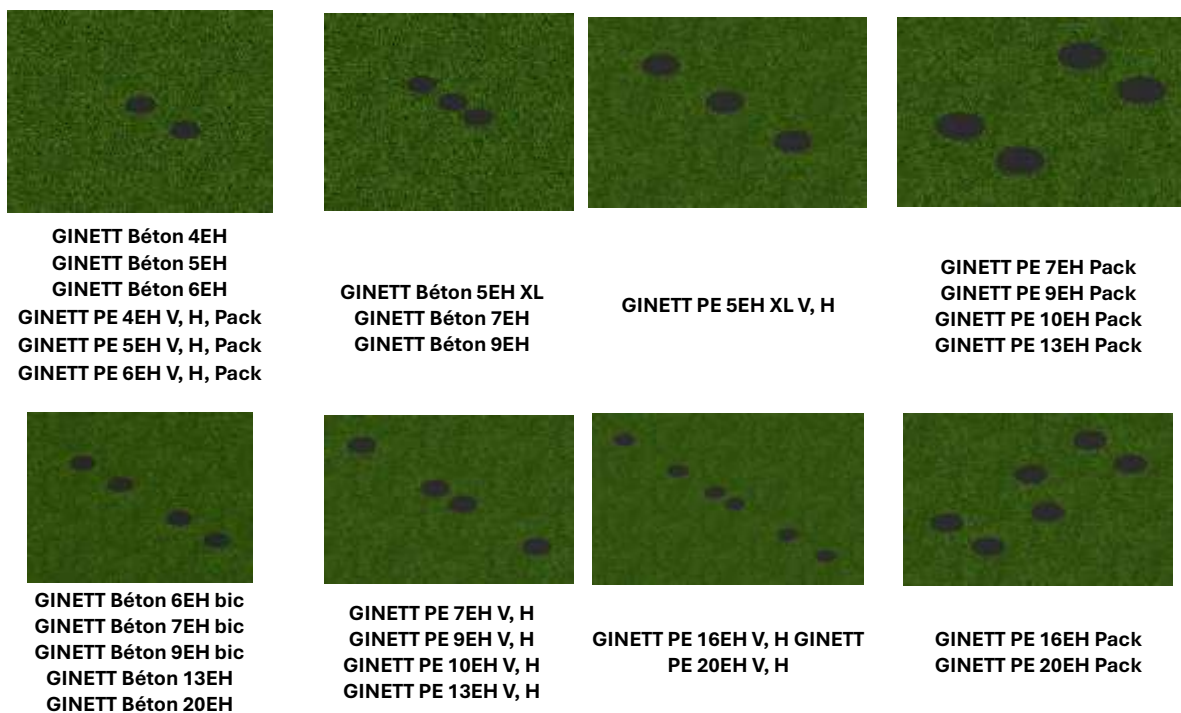 GINETT Béton 4EH
GINETT Béton 5EH
GINETT Béton 6EH
GINETT PE 4EH V, H, Pack
GINETT PE 5EH V, H, Pack
GINETT PE 6EH V, H, Pack
GINETT Béton 5EH XL
GINETT Béton 7EH
GINETT Béton 9EH
GINETT PE 5EH XL V, H
GINETT PE 7EH Pack
GINETT PE 9EH Pack
GINETT PE 10EH Pack
GINETT PE 13EH Pack
GINETT Béton 6EH bic
GINETT Béton 7EH bic
GINETT Béton 9EH bic
GINETT Béton 13EH
GINETT Béton 20EH
GINETT PE 7EH V, H
GINETT PE 9EH V, H
GINETT PE 10EH V, H
GINETT PE 13EH V, H
GINETT PE 16EH V, H GINETT
PE 20EH V, H
GINETT PE 16EH Pack
GINETT PE 20EH Pack